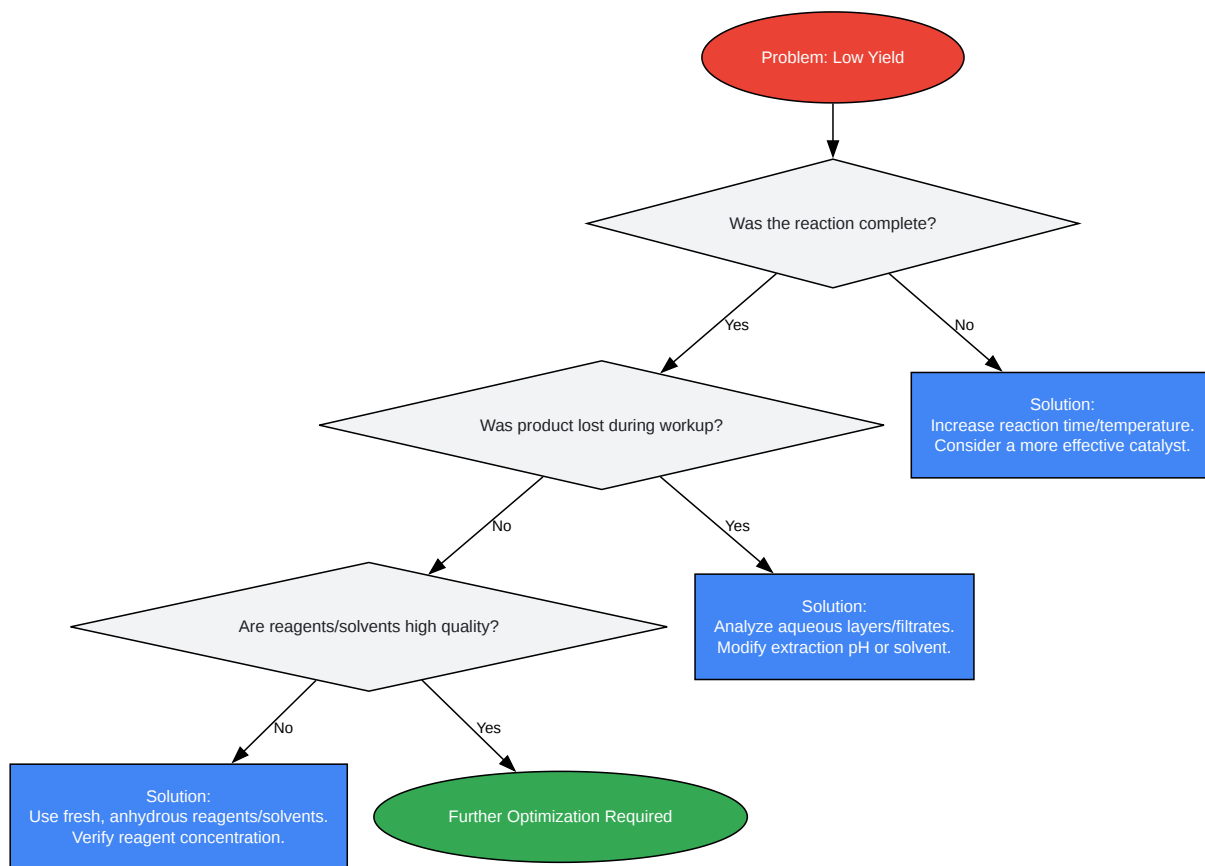 Problem: Low Yield
Was the reaction complete?
Yes
No
Solution:
Increase reaction time/temperature.
Consider a more effective catalyst.
Was product lost during workup?
No
Yes
Solution:
Analyze aqueous layers/filtrates.
Modify extraction pH or solvent.
Are reagents/solvents high quality?
No
Yes
Solution:
Use fresh, anhydrous reagents/solvents.
Verify reagent concentration.
Further Optimization Required